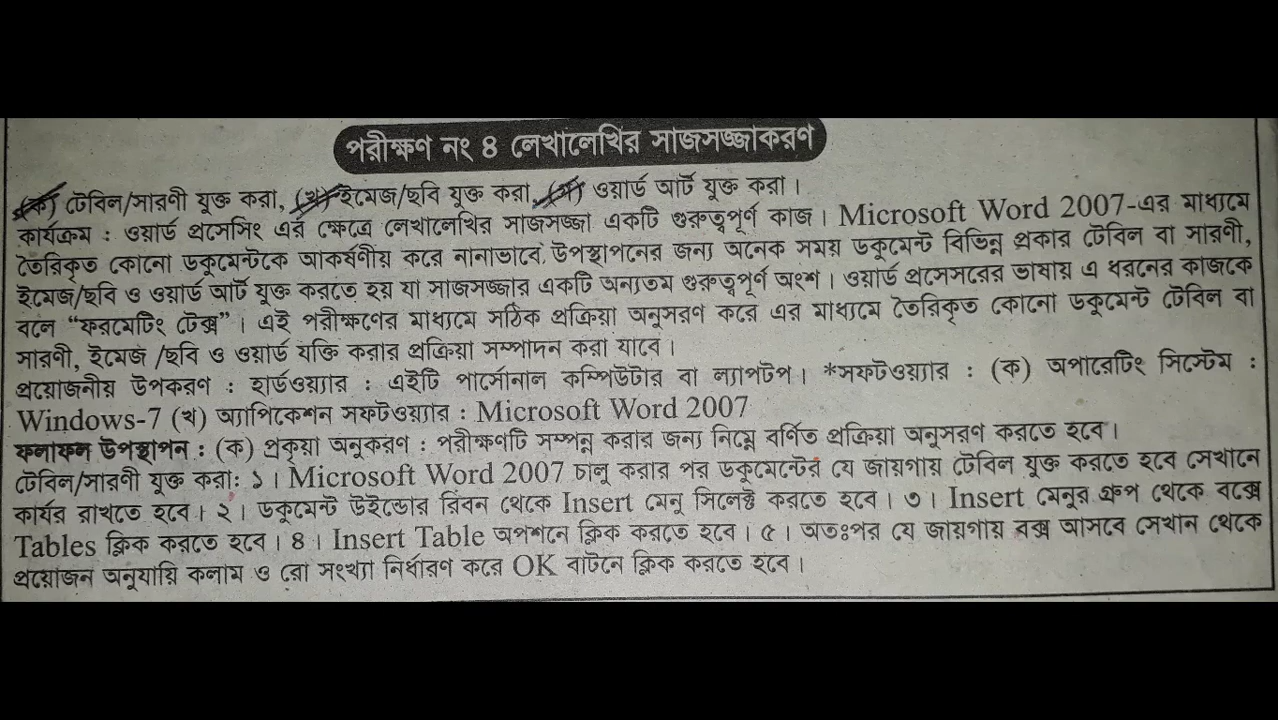 পরীক্ষণ নং ৪ লেখালেখির সাজসজ্জাকরণ
(ক) টেবিল/সারণী যুক্ত করা, (খ) ইমেজ/ছবি যুক্ত করা, (গ) ওয়ার্ড আর্ট যুক্ত করা।
কার্যক্রম : ওয়ার্ড প্রসেসিং এর ক্ষেত্রে লেখালেখির সাজসজ্জা একটি গুরুত্বপূর্ণ কাজ। Microsoft Word 2007-এর মাধ্যমে
তৈরিকৃত কোনো ডকুমেন্টকে আকর্ষণীয় করে নানাভাবে উপস্থাপনের জন্য অনেক সময় ডকুমেন্ট বিভিন্ন প্রকার টেবিল বা সারণী,
ইমেজ/ছবি ও ওয়ার্ড আর্ট যুক্ত করতে হয় যা সাজসজ্জার একটি অন্যতম গুরুত্বপূর্ণ অংশ। ওয়ার্ড প্রসেসরের ভাষায় এ ধরনের কাজকে
বলে “ফরমেটিং টেক্স”। এই পরীক্ষণের মাধ্যমে সঠিক প্রক্রিয়া অনুসরণ করে এর মাধ্যমে তৈরিকৃত কোনো ডকুমেন্ট টেবিল বা
সারণী, ইমেজ /ছবি ও ওয়ার্ড যক্তি করার প্রক্রিয়া সম্পাদন করা যাবে।
প্রয়োজনীয় উপকরণ : হার্ডওয়্যার : এইটি পার্সোনাল কম্পিউটার বা ল্যাপটপ। *সফটওয়্যার : (ক) অপারেটিং সিস্টেম :
Windows-7 (খ) অ্যাপিকেশন সফটওয়্যার : Microsoft Word 2007
ফলাফল উপস্থাপন : (ক) প্রকুয়া অনুকরণ : পরীক্ষণটি সম্পন্ন করার জন্য নিম্নে বর্ণিত প্রক্রিয়া অনুসরণ করতে হবে।
টেবিল/সারণী যুক্ত করা: ১। Microsoft Word 2007 চালু করার পর ডকুমেন্টের যে জায়গায় টেবিল যুক্ত করতে হবে সেখানে
কার্যর রাখতে হবে। ২। ডকুমেন্ট উইন্ডোর রিবন থেকে Insert মেনু সিলেক্ট করতে হবে। ৩। Insert মেনুর গ্রুপ থেকে বক্সে
Tables ক্লিক করতে হবে। ৪। Insert Table অপশনে ক্লিক করতে হবে। ৫। অতঃপর যে জায়গায় বক্স আসবে সেখান থেকে
প্রয়োজন অনুযায়ি কলাম ও রো সংখ্যা নির্ধারণ করে OK বাটনে ক্লিক করতে হবে।